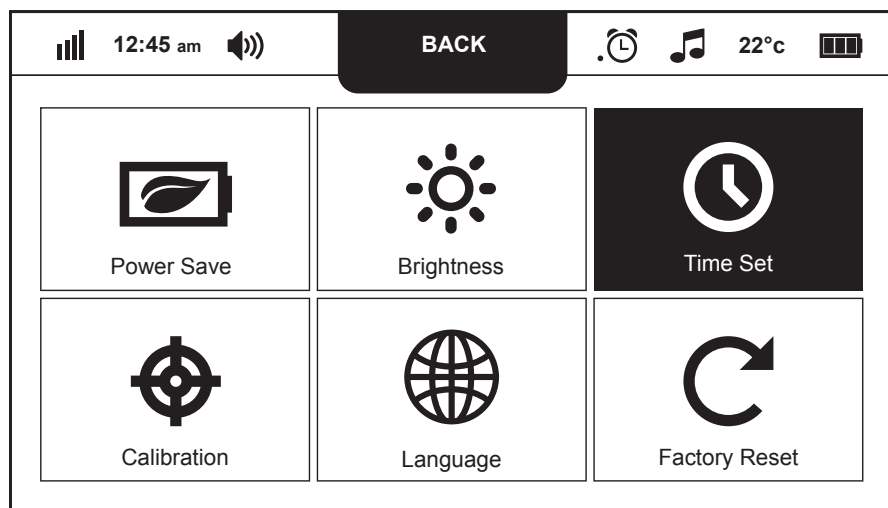 12:45 am BACK 22°c
Power Save Brightness Time Set
Calibration Language Factory Reset